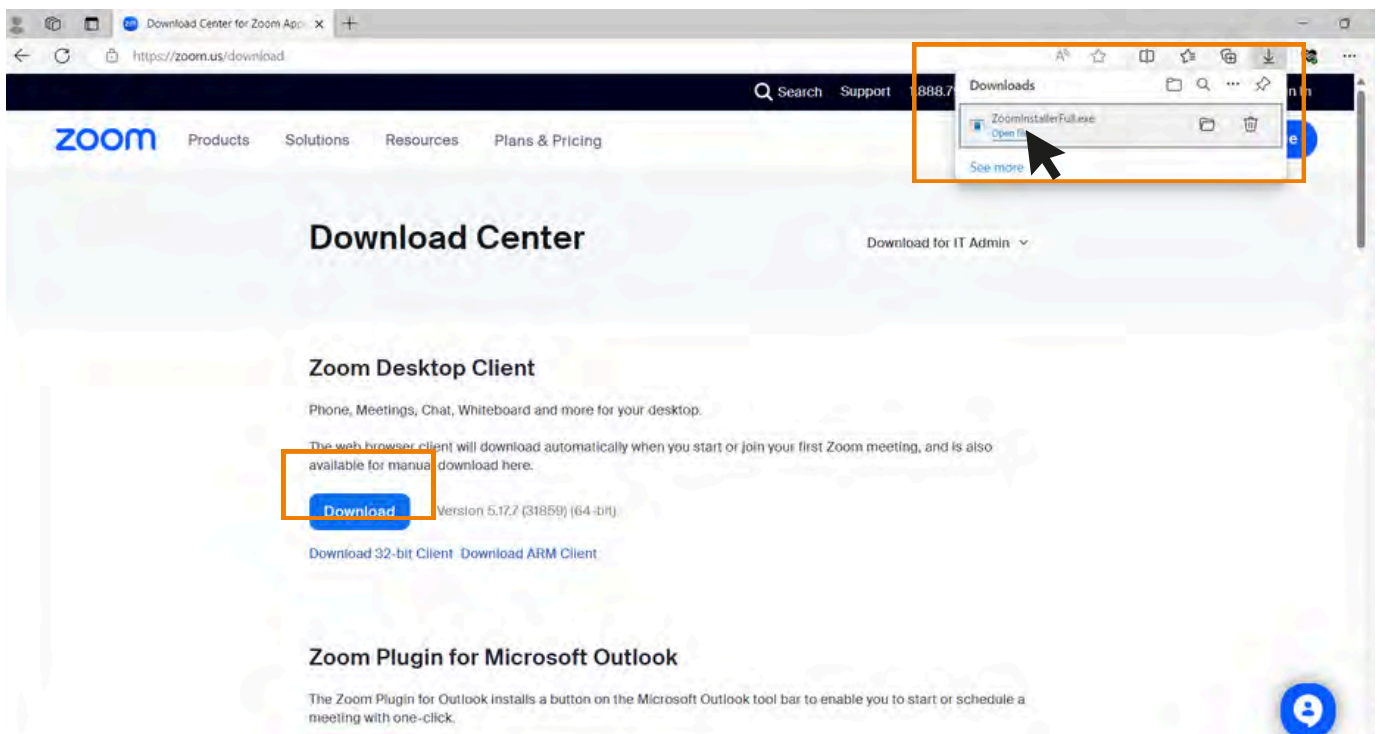 Download Center for Zoom App
https://zoom.us/download
Search Support 1.888.7
Downloads
ZoomInstallerFull.exe
Open file
See more
zoom Products Solutions Resources Plans & Pricing
Download Center
Download for IT Admin
Zoom Desktop Client
Phone, Meetings, Chat, Whiteboard and more for your desktop.
The web browser client will download automatically when you start or join your first Zoom meeting, and is also
available for manual download here.
Download Version 5.17.7 (31859) (64-bit)
Download 32-bit Client Download ARM Client
Zoom Plugin for Microsoft Outlook
The Zoom Plugin for Outlook installs a button on the Microsoft Outlook tool bar to enable you to start or schedule a
meeting with one-click.